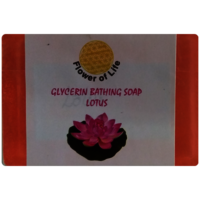 Flower of Life
GLYCERIN BATHING SOAP
LOTUS